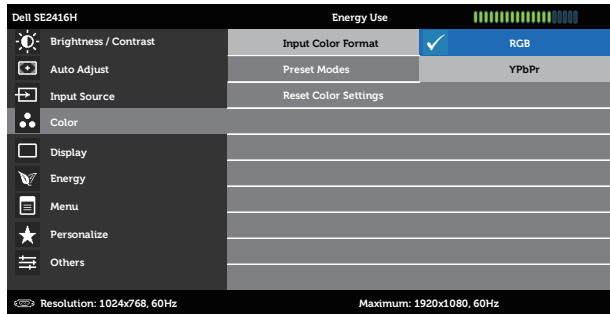 Dell SE2416H Energy Use
Brightness / Contrast Input Color Format RGB
Auto Adjust Preset Modes YPbPr
Input Source Reset Color Settings
Color
Display
Energy
Menu
Personalize
Others
Resolution: 1024x768, 60Hz Maximum: 1920x1080, 60Hz